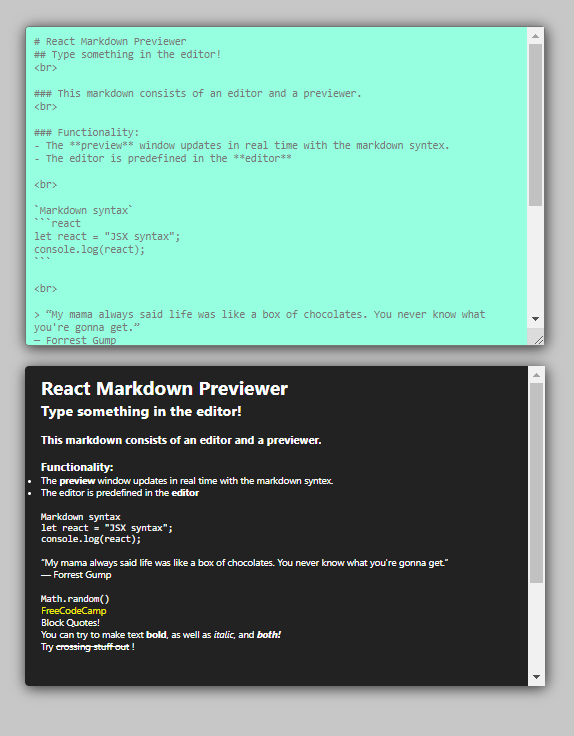 # React Markdown Previewer
## Type something in the editor!
<br>
### This markdown consists of an editor and a previewer.
<br>
### Functionality:
- The **preview** window updates in real time with the markdown syntex.
- The editor is predefined in the **editor**
<br>
`Markdown syntax`
```react
let react = "JSX syntax";
console.log(react);
```
<br>
> “My mama always said life was like a box of chocolates. You never know what
you're gonna get.”
— Forrest Gump
React Markdown Previewer
Type something in the editor!
This markdown consists of an editor and a previewer.
Functionality:
• The preview window updates in real time with the markdown syntex.
• The editor is predefined in the editor
Markdown syntax
let react = "JSX syntax";
console.log(react);
“My mama always said life was like a box of chocolates. You never know what you're gonna get.”
— Forrest Gump
Math.random()
FreeCodeCamp
Block Quotes!
You can try to make text bold, as well as italic, and both!
Try crossing stuff out !